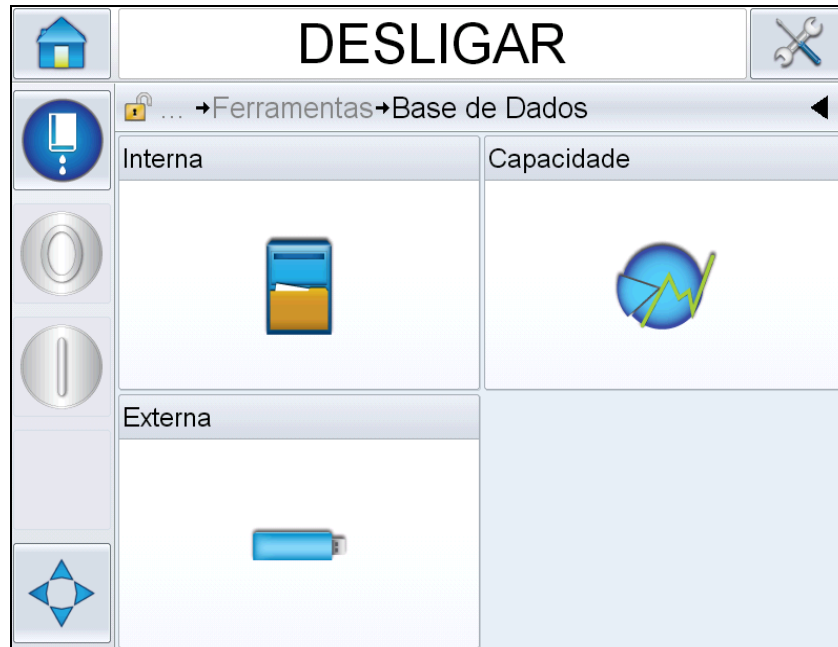 DESLIGAR
... →Ferramentas→Base de Dados
Interna
Capacidade
Externa